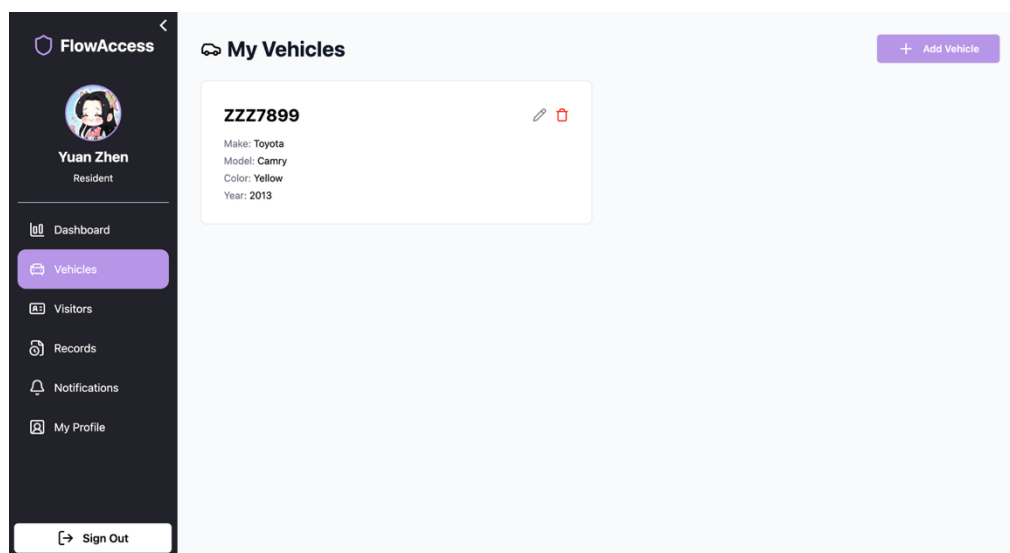 FlowAccess
Yuan Zhen
Resident
Dashboard
Vehicles
Visitors
Records
Notifications
My Profile
Sign Out
My Vehicles
Add Vehicle
ZZZ7899
Make: Toyota
Model: Camry
Color: Yellow
Year: 2013